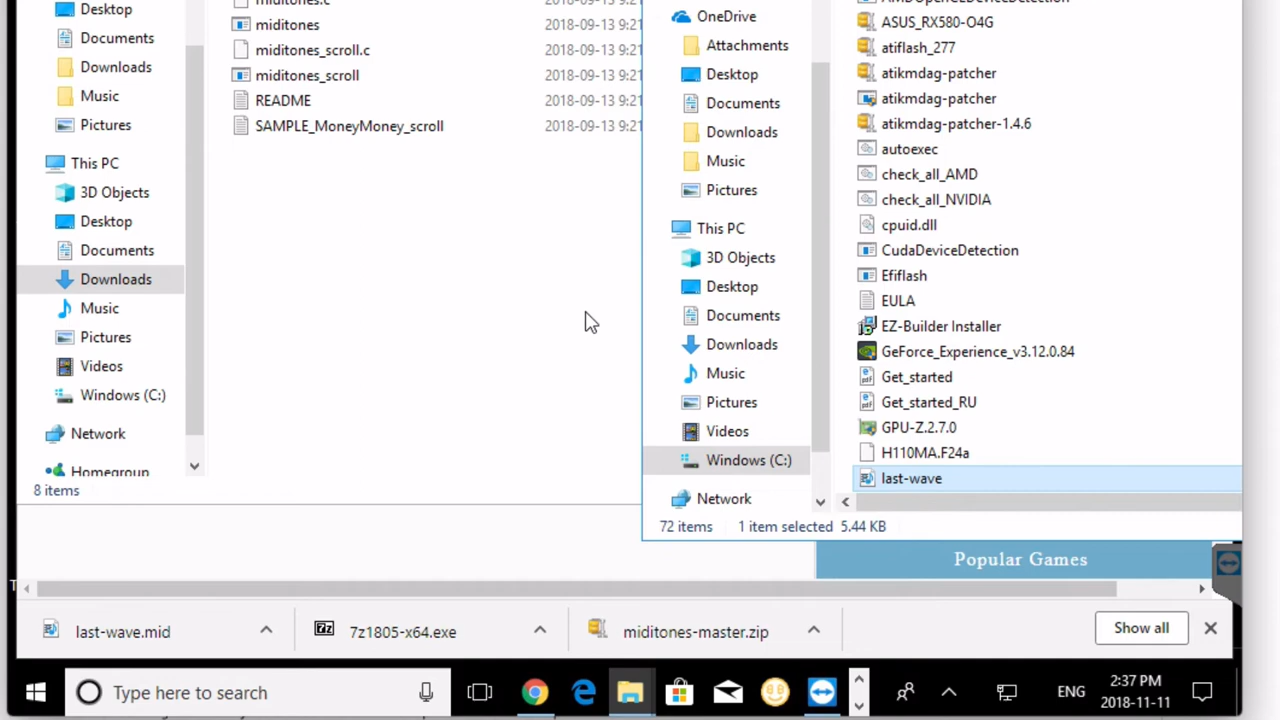 Desktop
Documents
Downloads
Music
Pictures
This PC
3D Objects
Desktop
Documents
Downloads
Music
Pictures
Videos
Windows (C:)
Network
Homegroup
8 items
miditones.c
miditones 2018-09-13 9:21
miditones_scroll.c 2018-09-13 9:21
miditones_scroll 2018-09-13 9:21
README 2018-09-13 9:21
SAMPLE_MoneyMoney_scroll 2018-09-13 9:21
OneDrive
Attachments
Desktop
Documents
Downloads
Music
Pictures
This PC
3D Objects
Desktop
Documents
Downloads
Music
Pictures
Videos
Windows (C:)
Network
AMDOpenCLDeviceDetection
ASUS_RX580-O4G
atiflash_277
atikmdag-patcher
atikmdag-patcher
atikmdag-patcher-1.4.6
autoexec
check_all_AMD
check_all_NVIDIA
cpuid.dll
CudaDeviceDetection
Efiflash
EULA
EZ-Builder Installer
GeForce_Experience_v3.12.0.84
Get_started
Get_started_RU
GPU-Z.2.7.0
H110MA.F24a
last-wave
72 items 1 item selected 5.44 KB
Popular Games
last-wave.mid
7z1805-x64.exe
miditones-master.zip
Show all
Type here to search
ENG
2:37 PM
2018-11-11